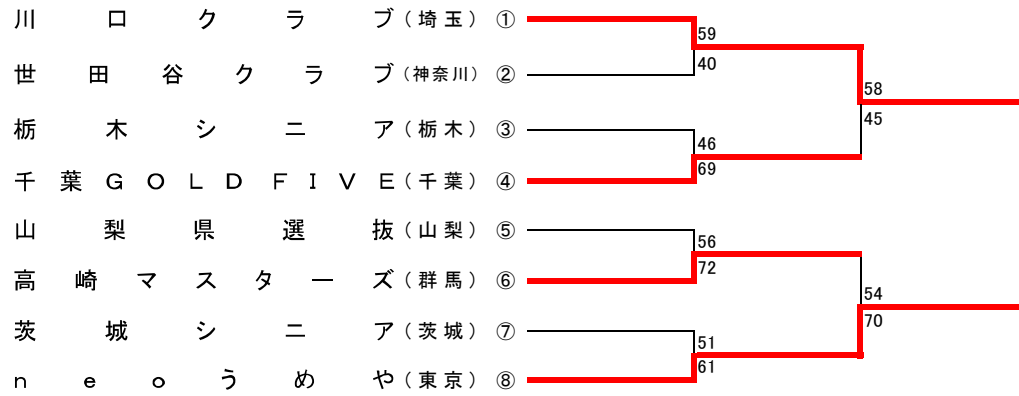 川口クラブ(埼玉) ①
59
世田谷クラブ(神奈川) ②
40
58
45
栃木シニア(栃木) ③
46
千葉GOLDFIVE(千葉) ④
69
山梨県選抜(山梨) ⑤
56
高崎マスターズ(群馬) ⑥
72
54
70
茨城シニア(茨城) ⑦
51
neoうめや(東京) ⑧
61